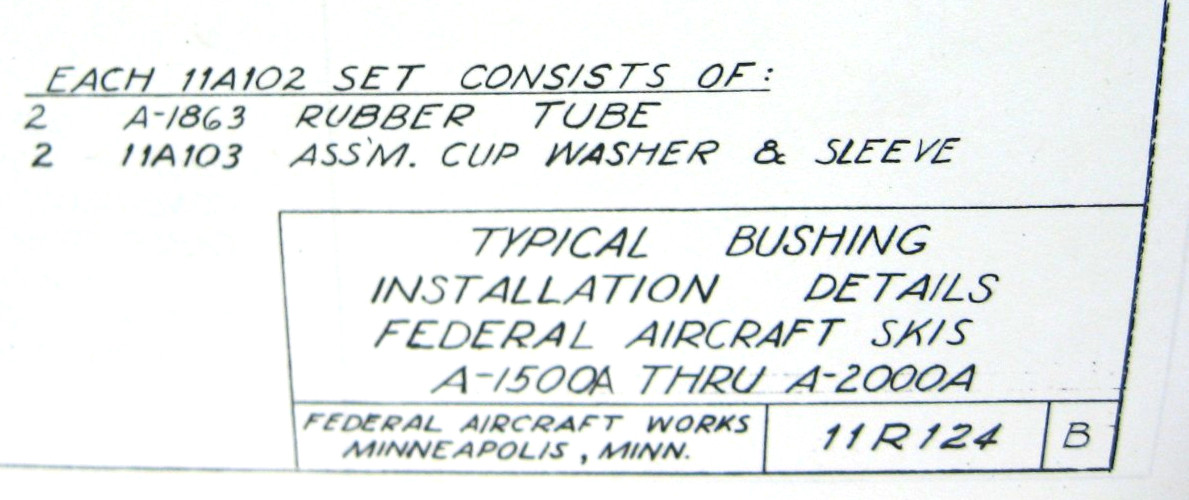 EACH 11A102 SET CONSISTS OF:
2 A-1863 RUBBER TUBE
2 11A103 ASS'M. CUP WASHER & SLEEVE
TYPICAL BUSHING
INSTALLATION DETAILS
FEDERAL AIRCRAFT SKIS
A-1500A THRU A-2000A
FEDERAL AIRCRAFT WORKS
MINNEAPOLIS, MINN.
11R124
B